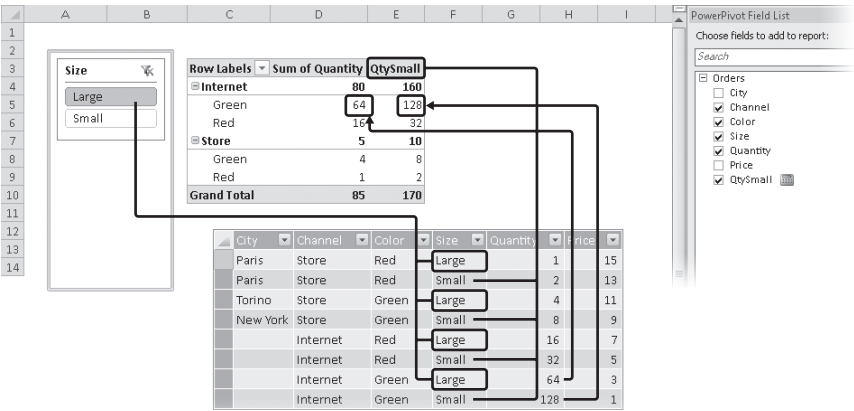 A B C D E F G H I
PowerPivot Field List
1
Choose fields to add to report:
2
Search
3 Size Row Labels Sum of Quantity QtySmall
Orders
4 Large Internet 80 160
City
5 Green 64 128
Channel
6 Small Red 16 32
Color
7 Store 5 10
Size
8 Green 4 8
Quantity
9 Red 1 2
Price
10 Grand Total 85 170
QtySmall
11
12 City Channel Color Size Quantity Price
13 Paris Store Red Large 1 15
14 Paris Store Red Small 2 13
Torino Store Green Large 4 11
New York Store Green Small 8 9
Internet Red Large 16 7
Internet Red Small 32 5
Internet Green Large 64 3
Internet Green Small 128 1